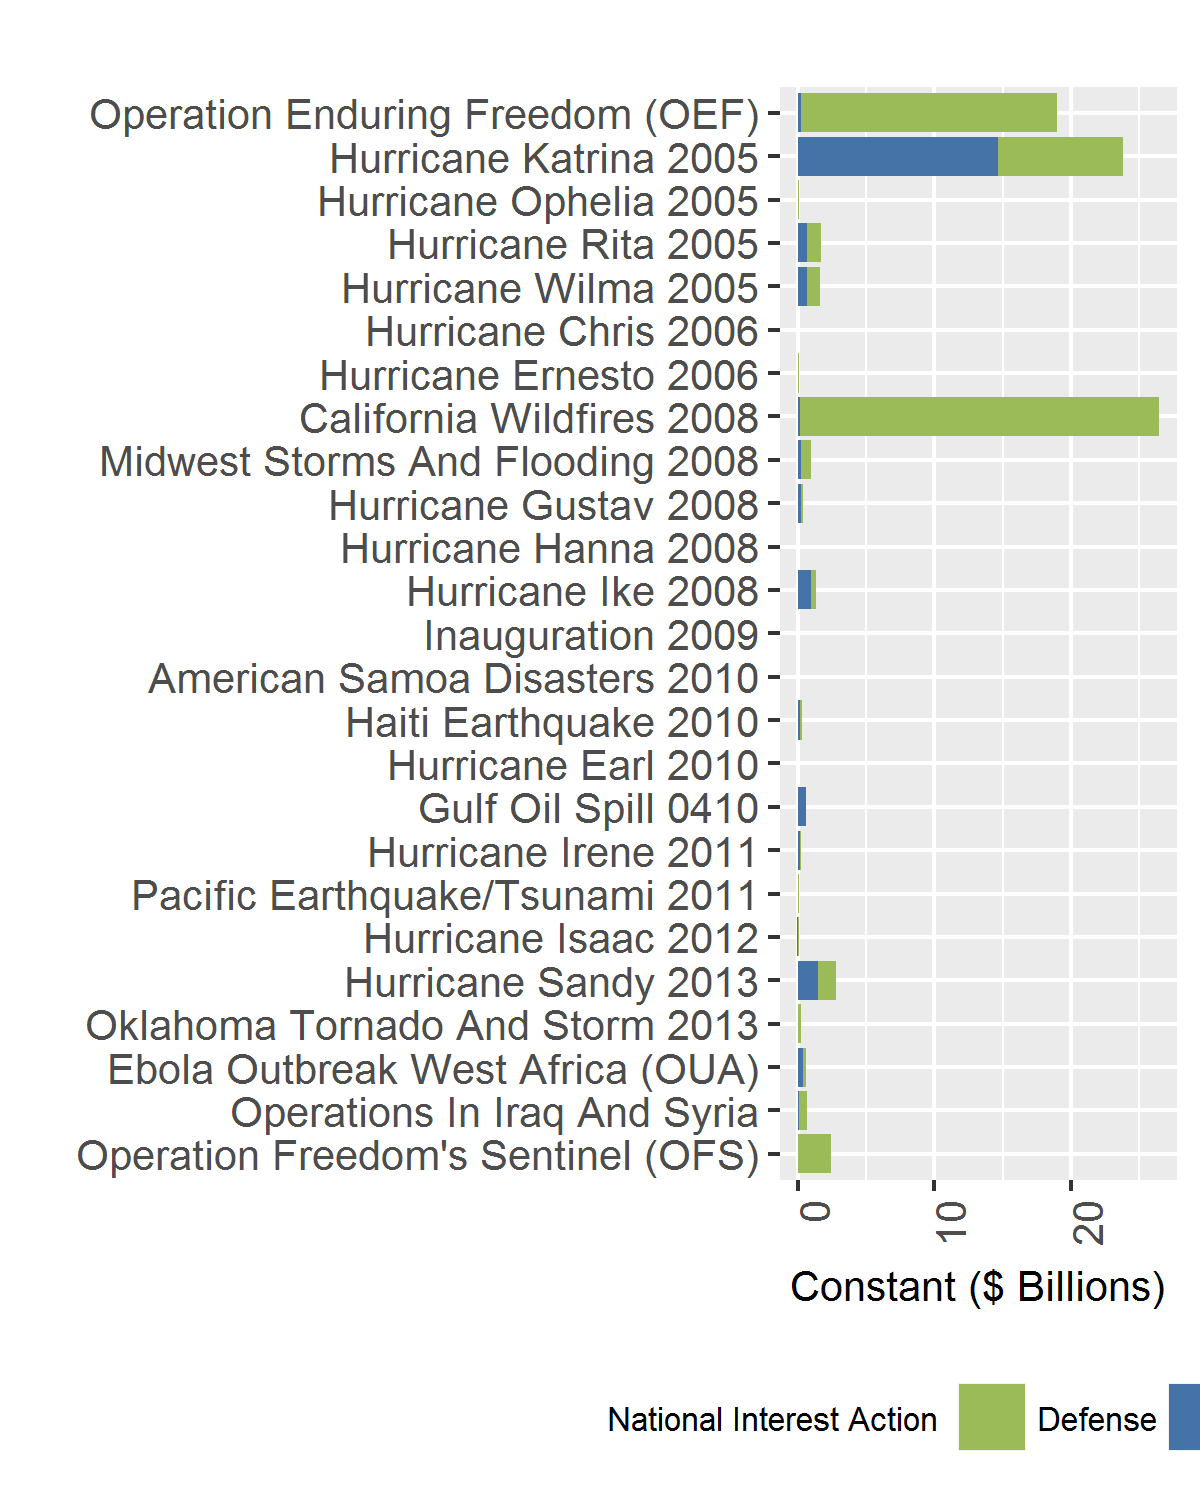 Operation Enduring Freedom (OEF)
Hurricane Katrina 2005
Hurricane Ophelia 2005
Hurricane Rita 2005
Hurricane Wilma 2005
Hurricane Chris 2006
Hurricane Ernesto 2006
California Wildfires 2008
Midwest Storms And Flooding 2008
Hurricane Gustav 2008
Hurricane Hanna 2008
Hurricane Ike 2008
Inauguration 2009
American Samoa Disasters 2010
Haiti Earthquake 2010
Hurricane Earl 2010
Gulf Oil Spill 0410
Hurricane Irene 2011
Pacific Earthquake/Tsunami 2011
Hurricane Isaac 2012
Hurricane Sandy 2013
Oklahoma Tornado And Storm 2013
Ebola Outbreak West Africa (OUA)
Operations In Iraq And Syria
Operation Freedom's Sentinel (OFS)
0 10 20
Constant ($ Billions)
National Interest Action Defense